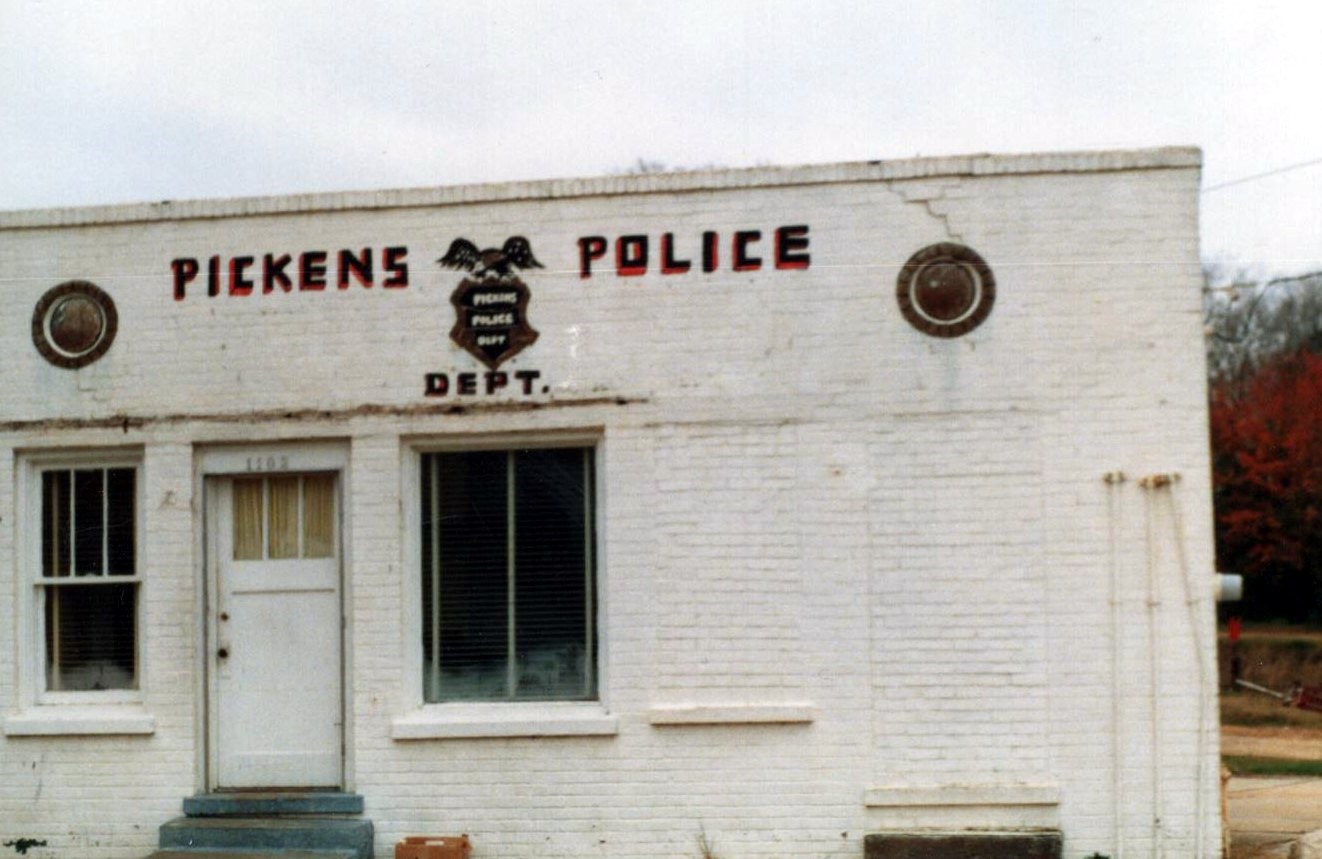 PICKENS POLICE
PICKENS
POLICE
DEPT
DEPT.
1102